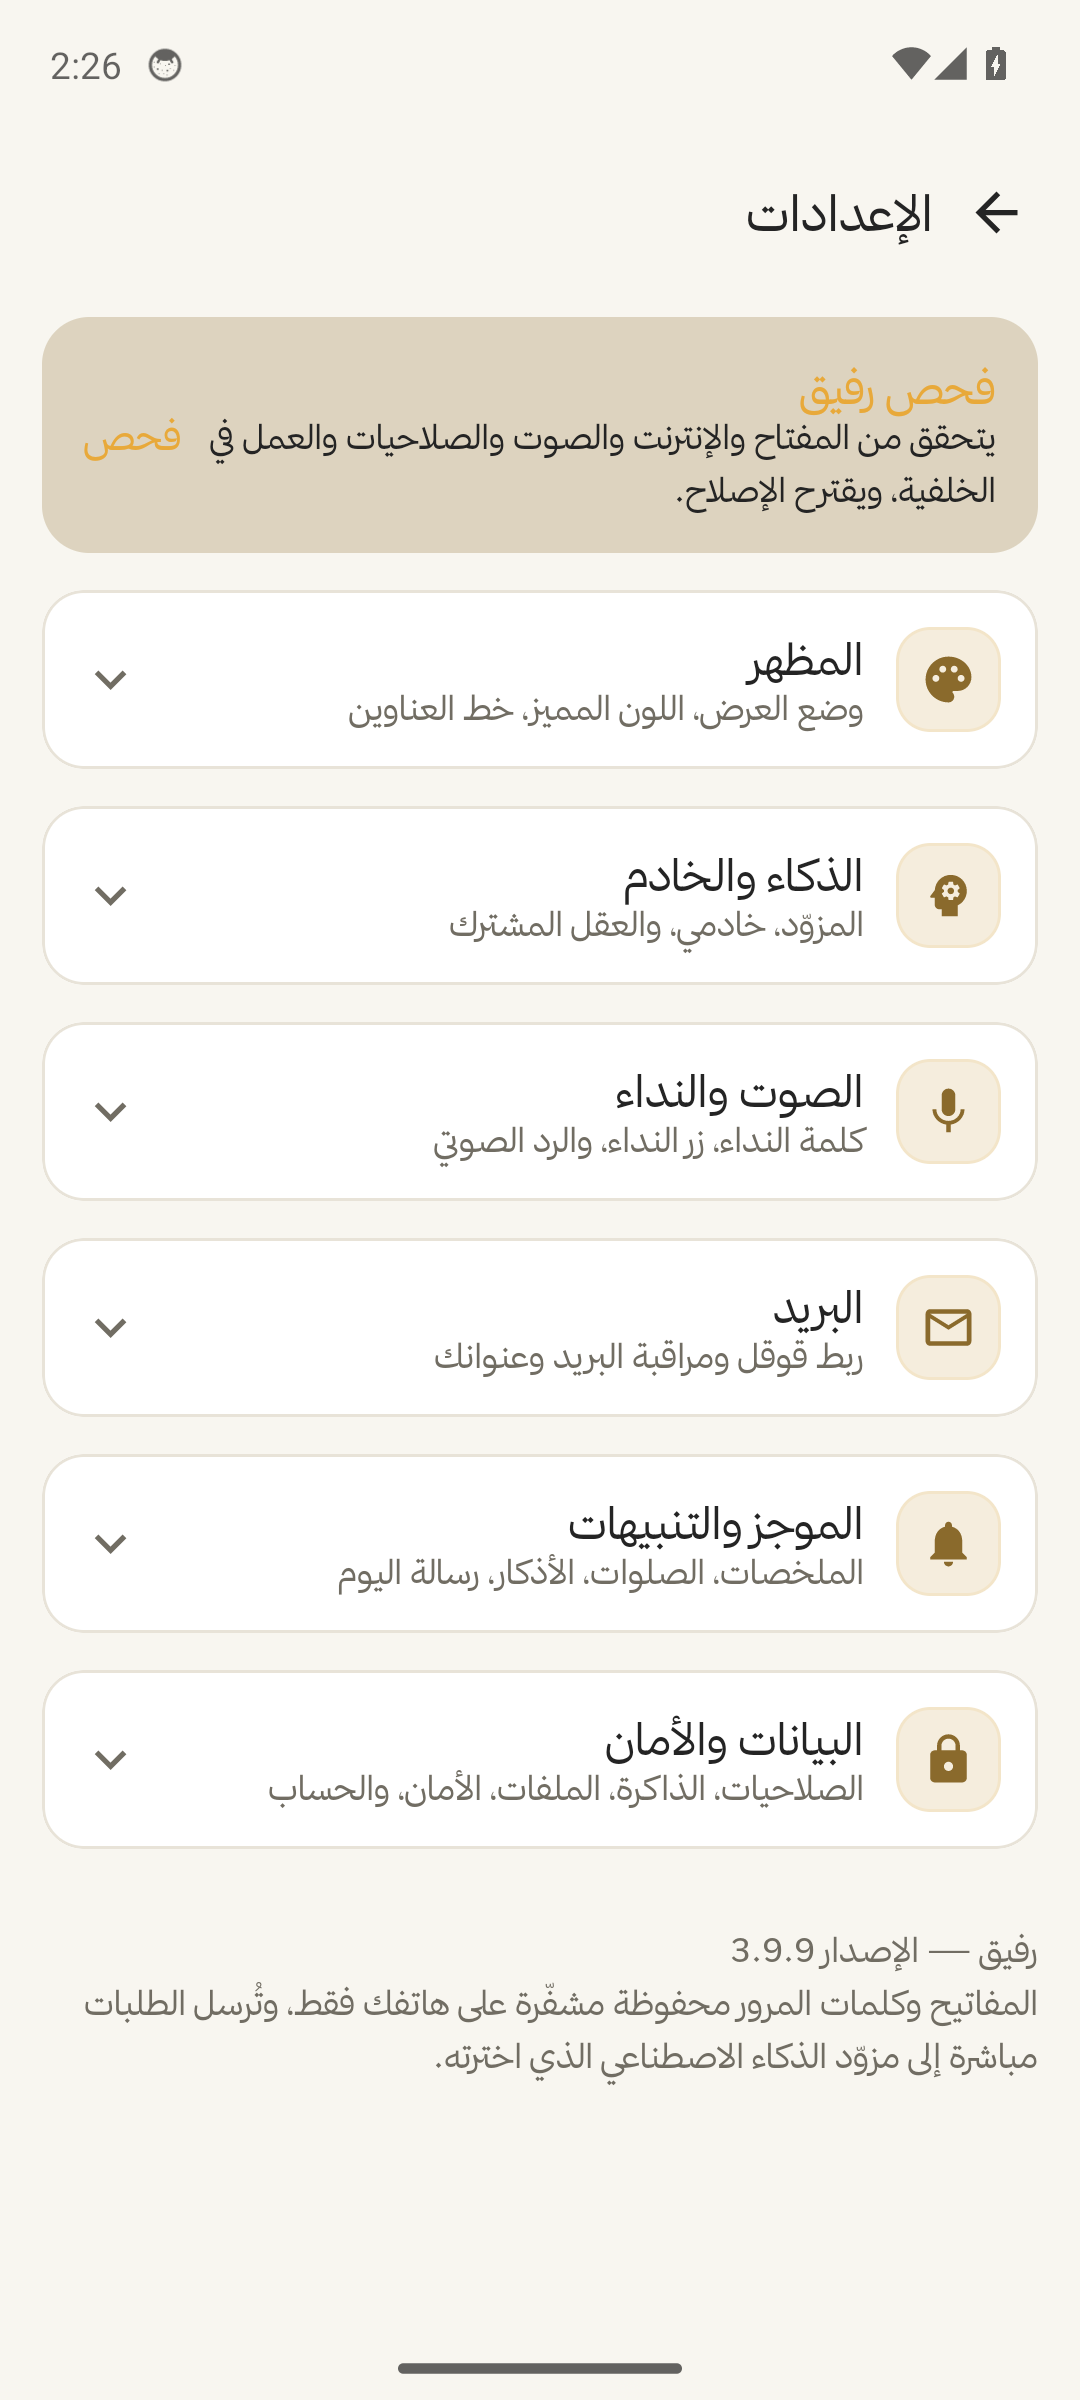 2:26
الإعدادات
فحص رفيق
يتحقق من المفتاح والإنترنت والصوت والصلاحيات والعمل في
الخلفية، ويقترح الإصلاح.
فحص
المظهر
وضع العرض، اللون المميز، خط العناوين
الذكاء والخادم
المزوّد، خادمي، والعقل المشترك
الصوت والنداء
كلمة النداء، زر النداء، والرد الصوتي
البريد
ربط قوقل ومراقبة البريد وعنوانك
الموجز والتنبيهات
الملخصات، الصلوات، الأذكار، رسالة اليوم
البيانات والأمان
الصلاحيات، الذاكرة، الملفات، الأمان، والحساب
رفيق — الإصدار 3.9.9
المفاتيح وكلمات المرور محفوظة مشفّرة على هاتفك فقط، وتُرسل الطلبات
مباشرة إلى مزوّد الذكاء الاصطناعي الذي اخترته.